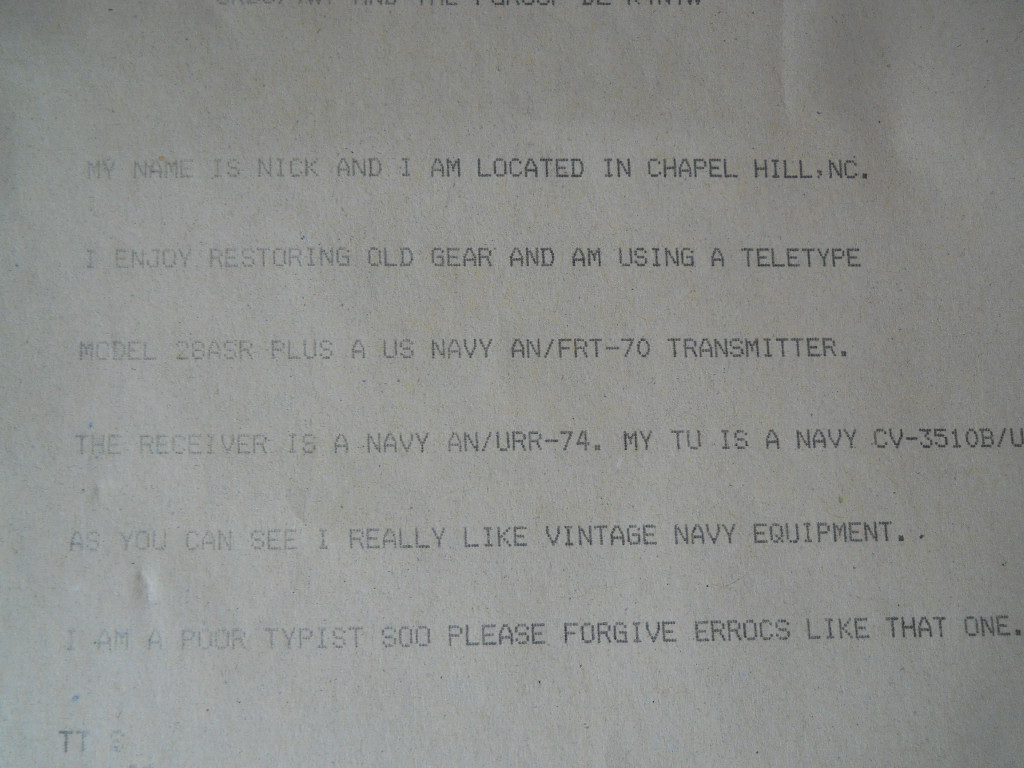 AND THE
MY NAME IS NICK AND I AM LOCATED IN CHAPEL HILL,NC.
I ENJOY RESTORING OLD GEAR AND AM USING A TELETYPE
MODEL 28ASR PLUS A US NAVY AN/FRT-70 TRANSMITTER.
THE RECEIVER IS A NAVY AN/URR-74. MY TU IS A NAVY CV-3510B/U
AS YOU CAN SEE I REALLY LIKE VINTAGE NAVY EQUIPMENT..
I AM A POOR TYPIST SOO PLEASE FORGIVE ERROCS LIKE THAT ONE.
TT